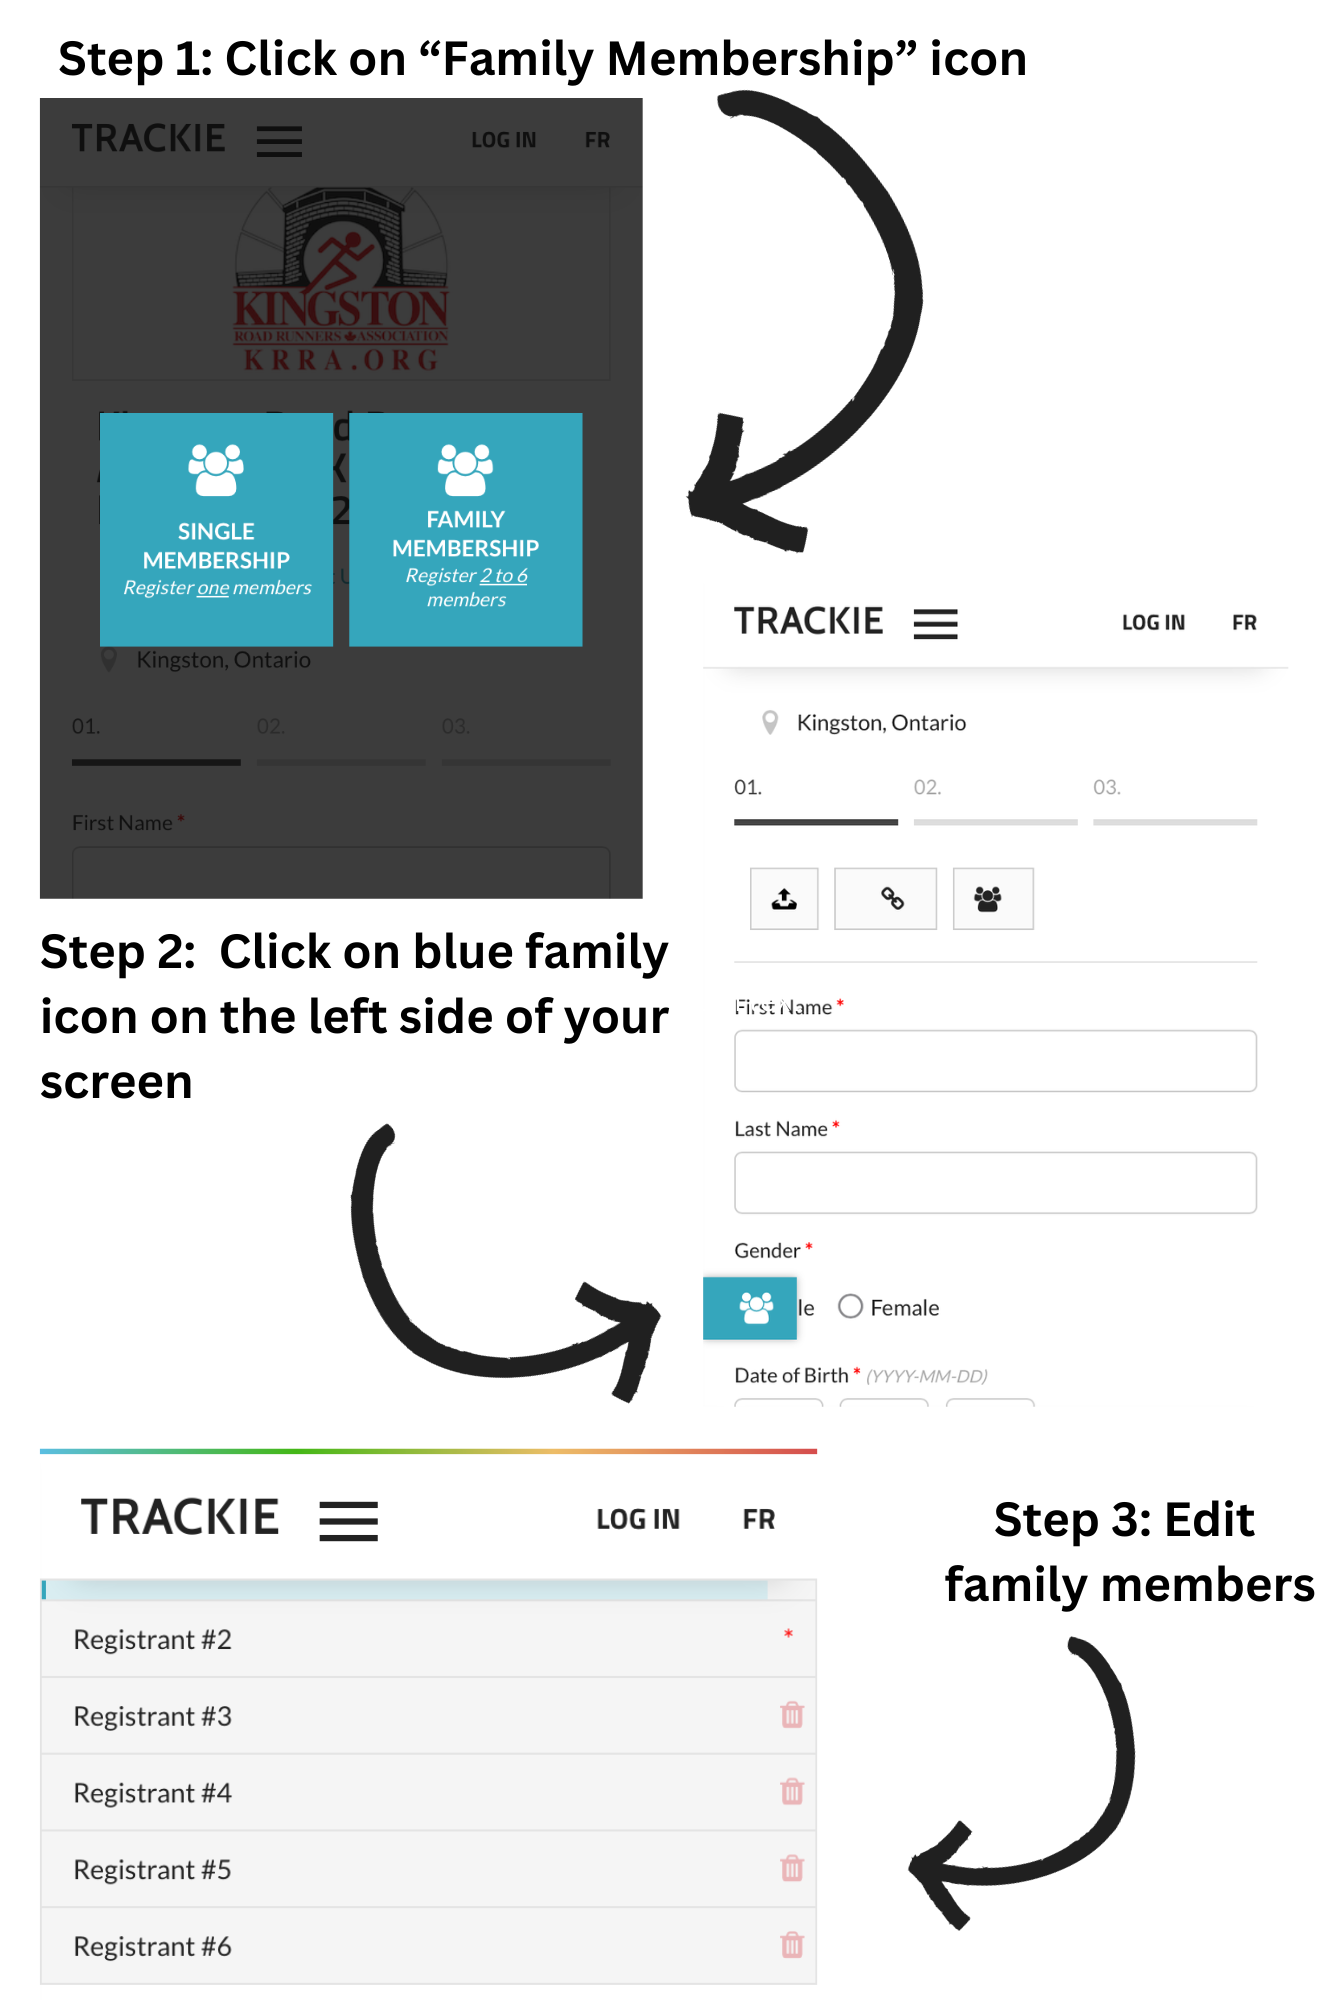 Step 1: Click on “Family Membership” icon
TRACKIE LOG IN FR
KINGSTON
ROAD RUNNERS ASSOCIATION
KRRA.ORG
SINGLE
MEMBERSHIP
Register one members
FAMILY
MEMBERSHIP
Register 2 to 6
members
Kingston, Ontario
01. 02. 03.
First Name *
TRACKIE LOG IN FR
Kingston, Ontario
01. 02. 03.
First Name *
Last Name *
Gender *
le Female
Date of Birth * (YYYY-MM-DD)
Step 2: Click on blue family
icon on the left side of your
screen
TRACKIE LOG IN FR
Registrant #2 *
Registrant #3
Registrant #4
Registrant #5
Registrant #6
Step 3: Edit
family members